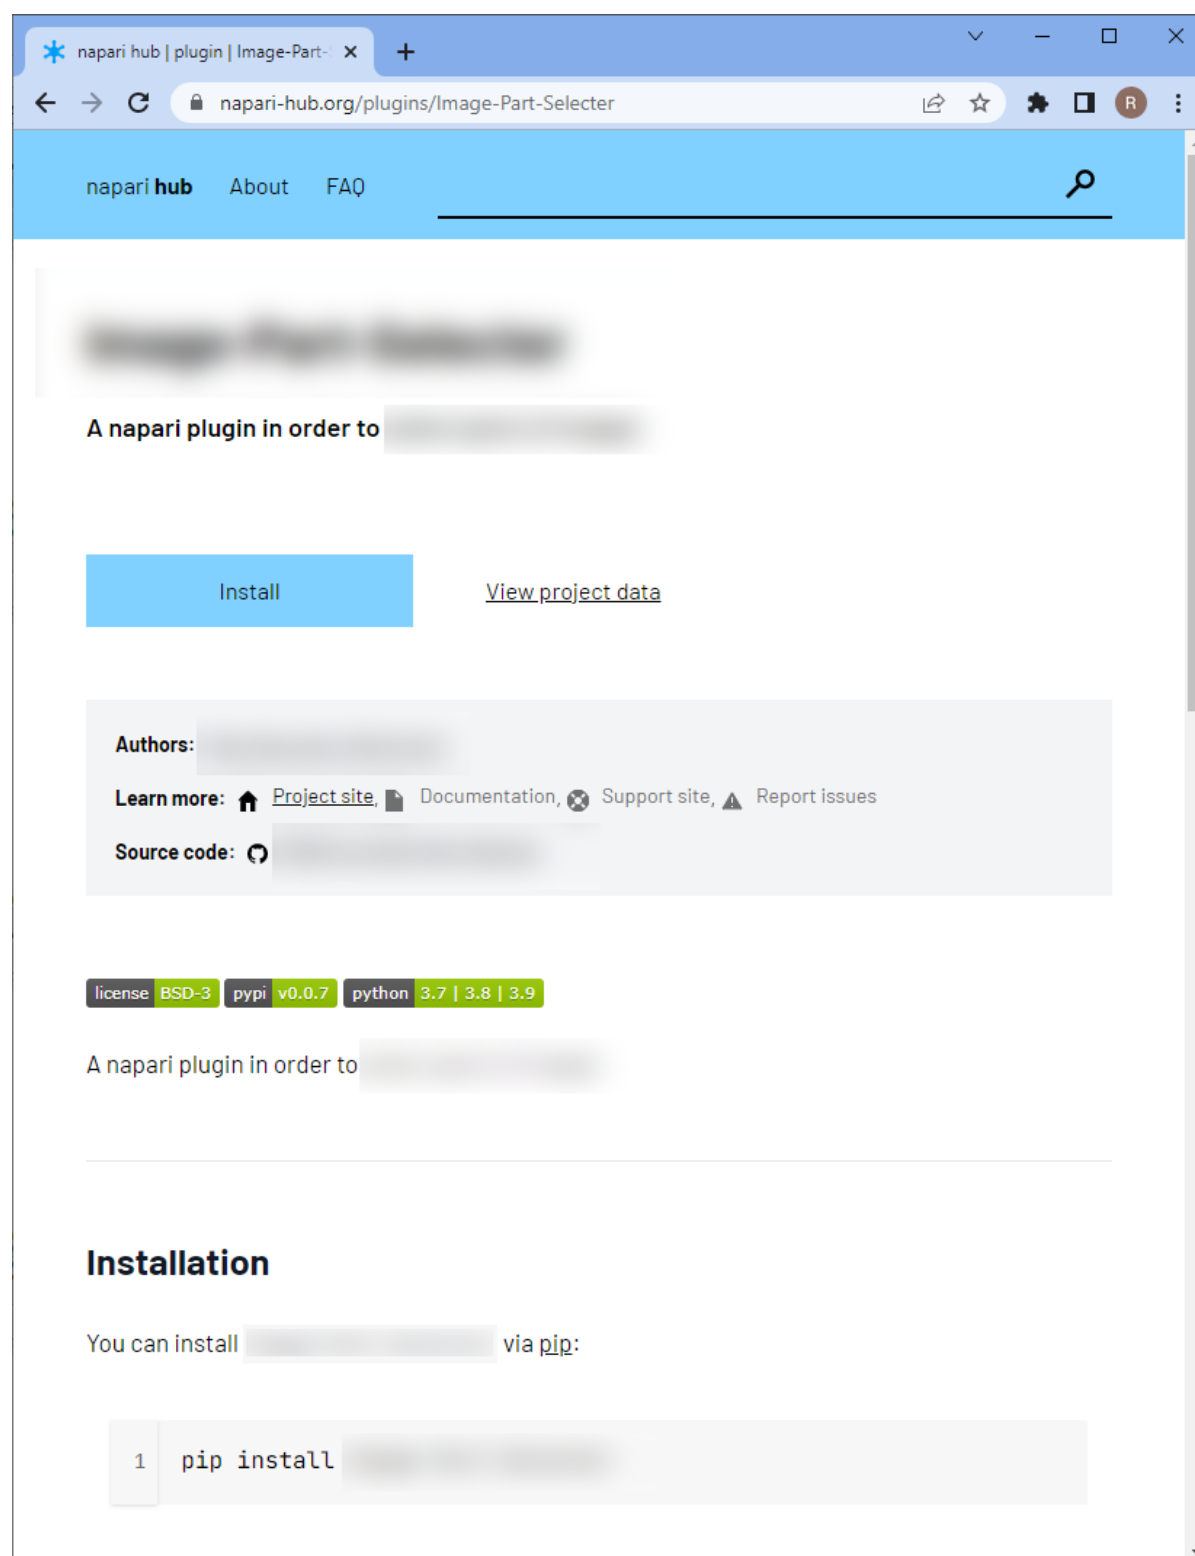 napari hub | plugin | Image-Part-
napari-hub.org/plugins/Image-Part-Selecter
R
napari hub About FAQ
Image-Part-Selecter
A napari plugin in order to
Install View project data
Authors:
Learn more: Project site, Documentation, Support site, Report issues
Source code:
license BSD-3 pypi v0.0.7 python 3.7 | 3.8 | 3.9
A napari plugin in order to
Installation
You can install via pip:
1 pip install